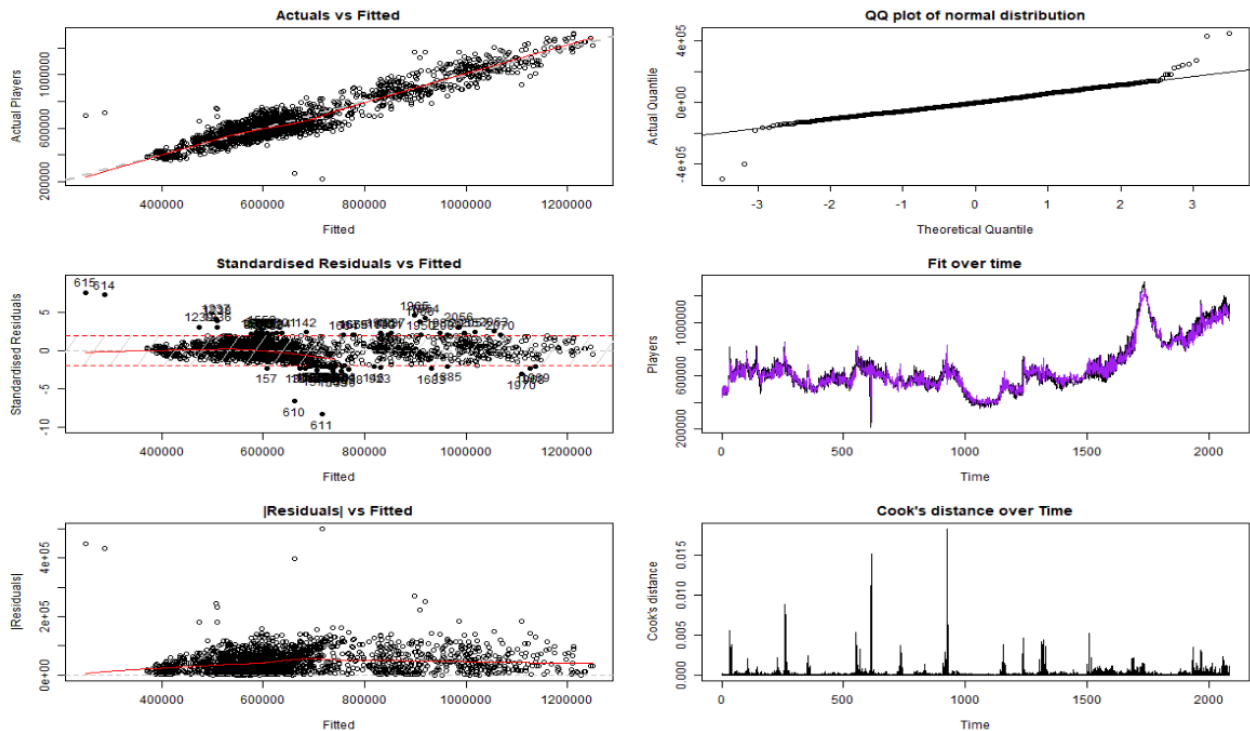 Actuals vs Fitted
Actual Players
200000
600000
1000000
400000 600000 800000 1000000 1200000
Fitted
QQ plot of normal distribution
Actual Quantile
-4e+05
0e+00
4e+05
-3 -2 -1 0 1 2 3
Theoretical Quantile
Standardised Residuals vs Fitted
Standardised Residuals
-10
-5
0
5
615
614
157
610
611
2056
2070
1965
1970
400000 600000 800000 1000000 1200000
Fitted
Fit over time
Players
200000
600000
1000000
0 500 1000 1500 2000
Time
|Residuals| vs Fitted
|Residuals|
0e+00
2e+05
4e+05
400000 600000 800000 1000000 1200000
Fitted
Cook's distance over Time
Cook's distance
0.000
0.005
0.010
0.015
0 500 1000 1500 2000
Time